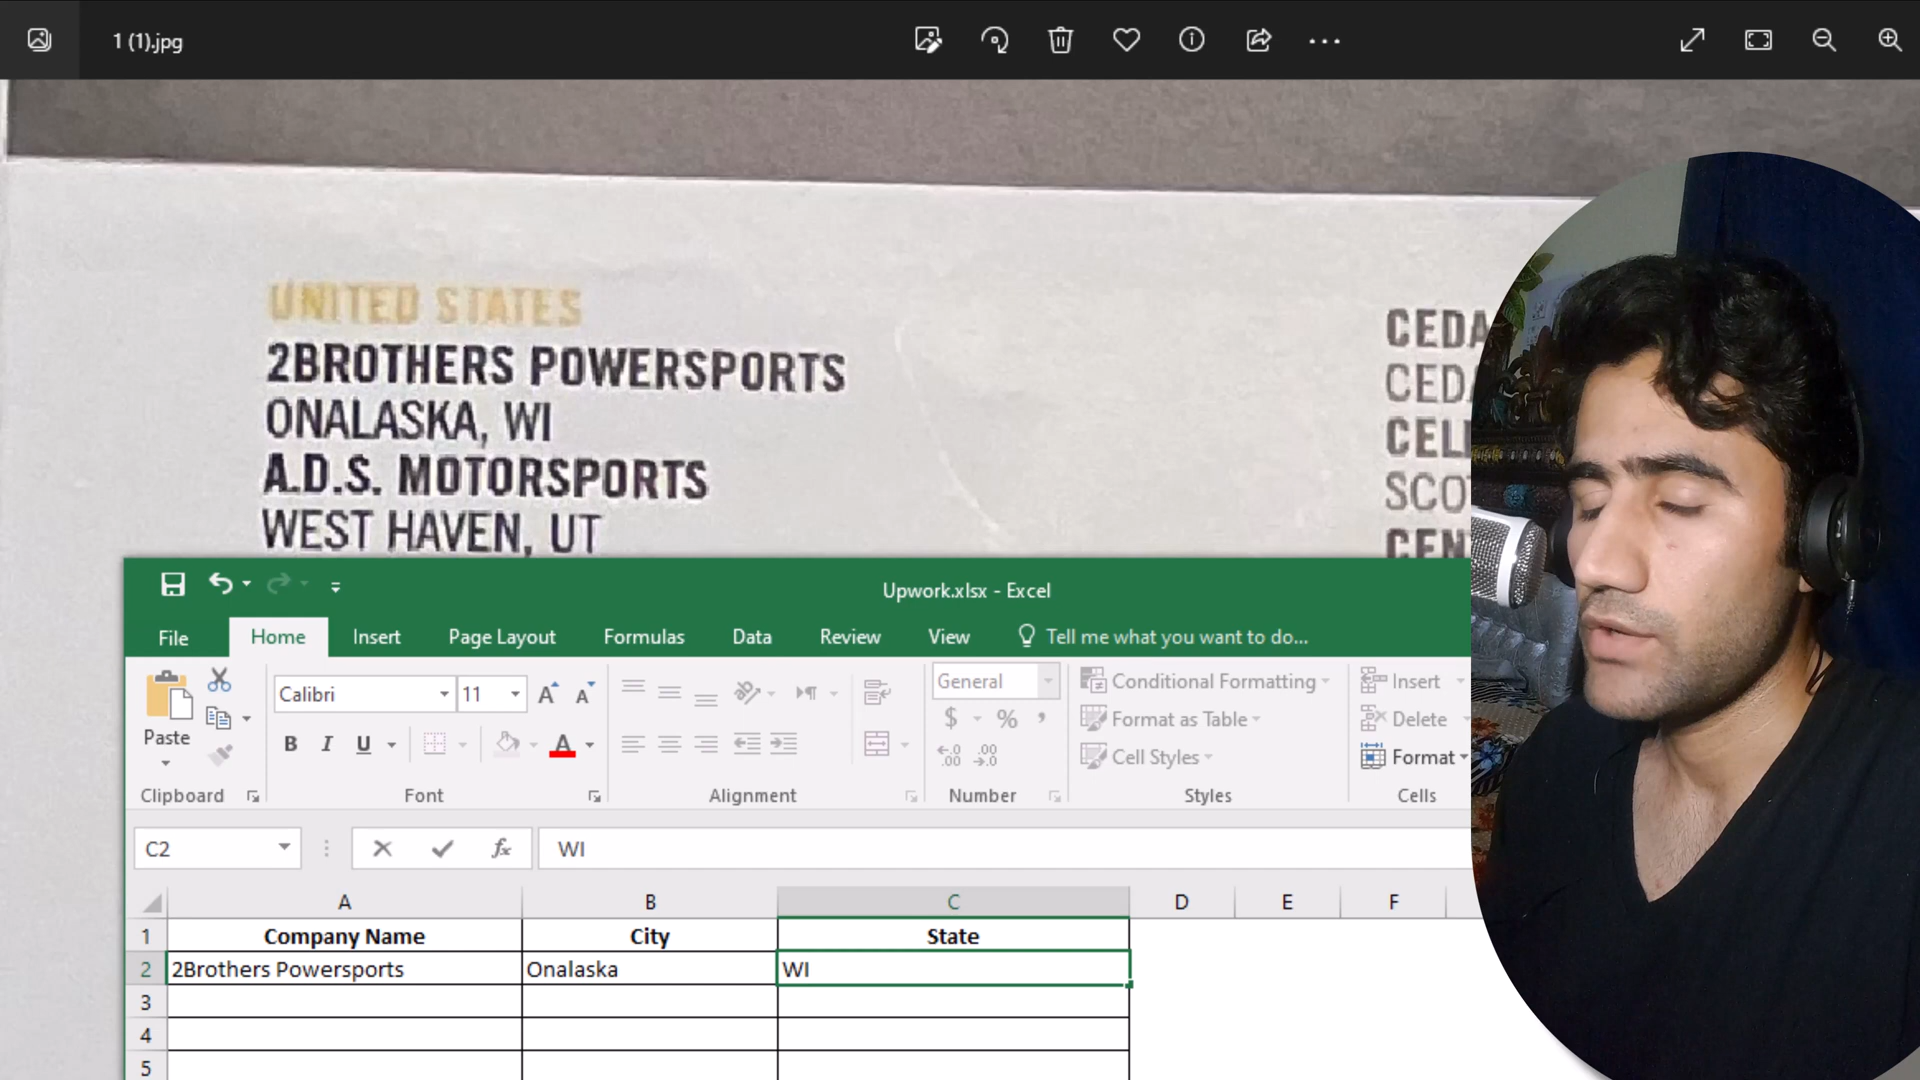 1 (1).jpg
UNITED STATES
2BROTHERS POWERSPORTS
ONALASKA, WI
A.D.S. MOTORSPORTS
WEST HAVEN, UT
Upwork.xlsx - Excel
File Home Insert Page Layout Formulas Data Review View Tell me what you want to do...
Paste
Calibri 11
B I U A
General
$ % ,
Conditional Formatting
Format as Table
Cell Styles
Insert
Delete
Format
Clipboard Font Alignment Number Styles Cells
C2 fx WI
A B C D E F
1 Company Name City State
2 2Brothers Powersports Onalaska WI
3
4
5